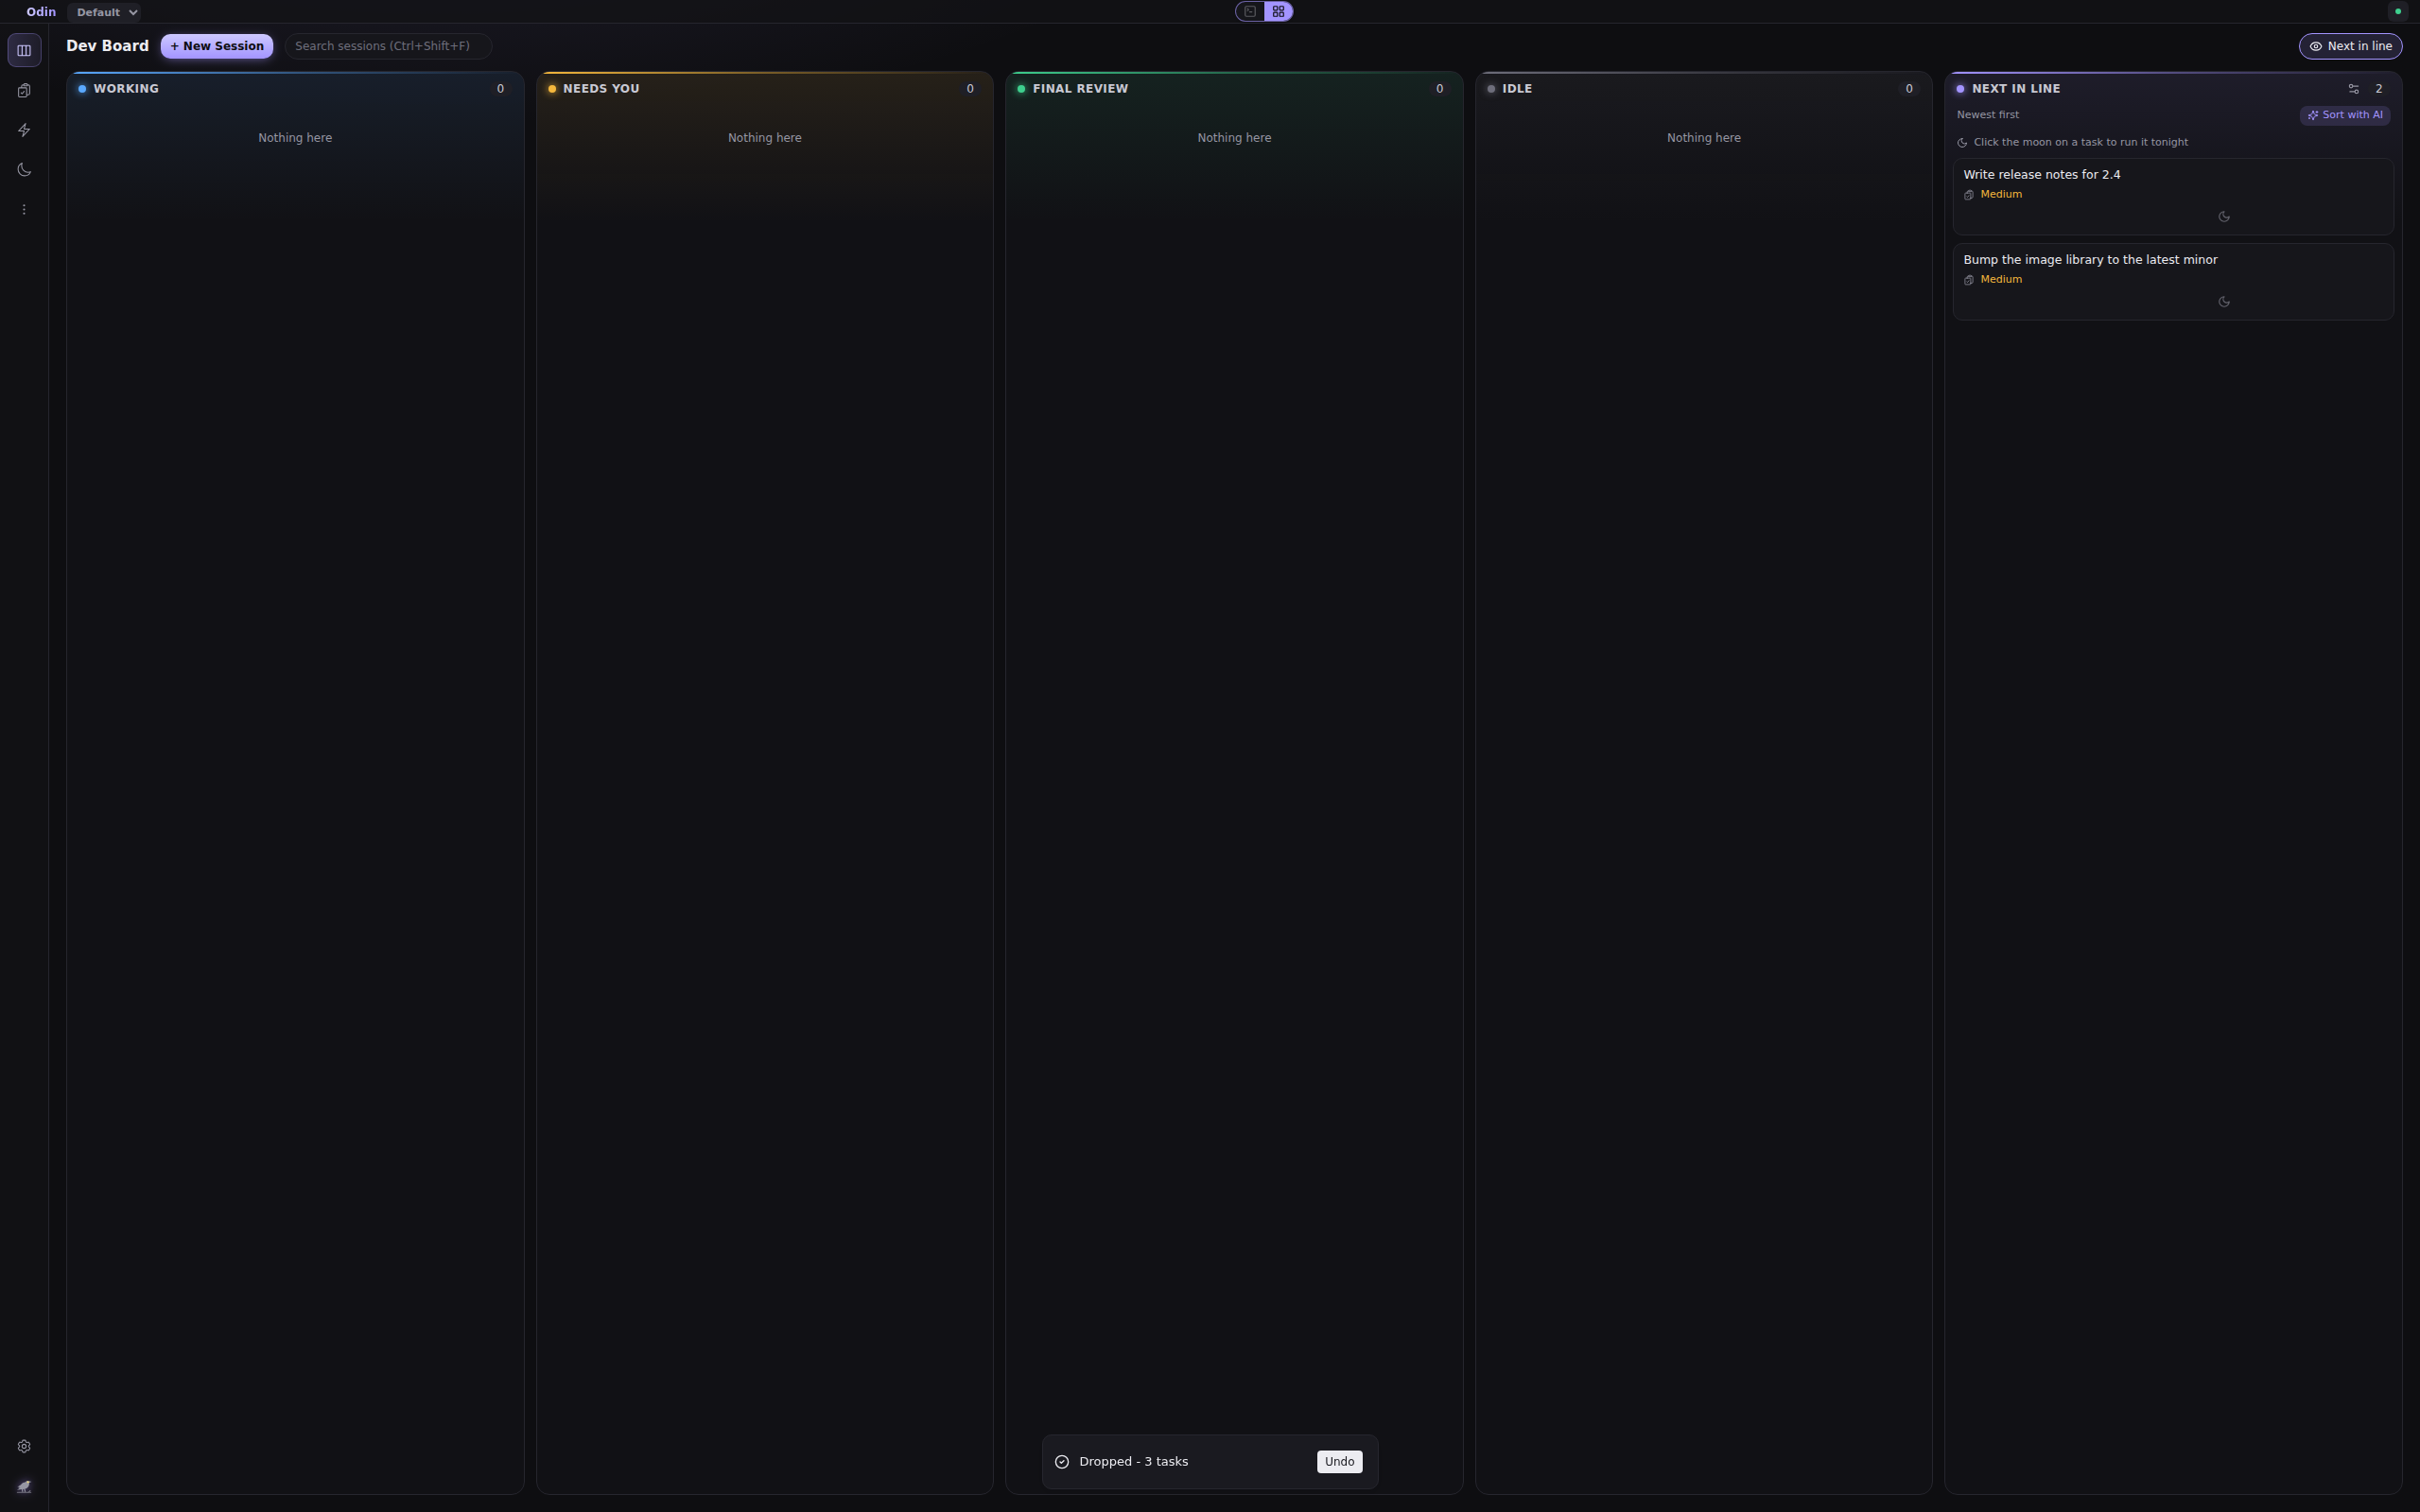 Odin
Default
Dev Board
+ New Session
Search sessions (Ctrl+Shift+F)
Next in line
WORKING
0
Nothing here
NEEDS YOU
0
Nothing here
FINAL REVIEW
0
Nothing here
IDLE
0
Nothing here
NEXT IN LINE
2
Newest first
Sort with AI
Click the moon on a task to run it tonight
Write release notes for 2.4
Medium
Bump the image library to the latest minor
Medium
Dropped - 3 tasks
Undo